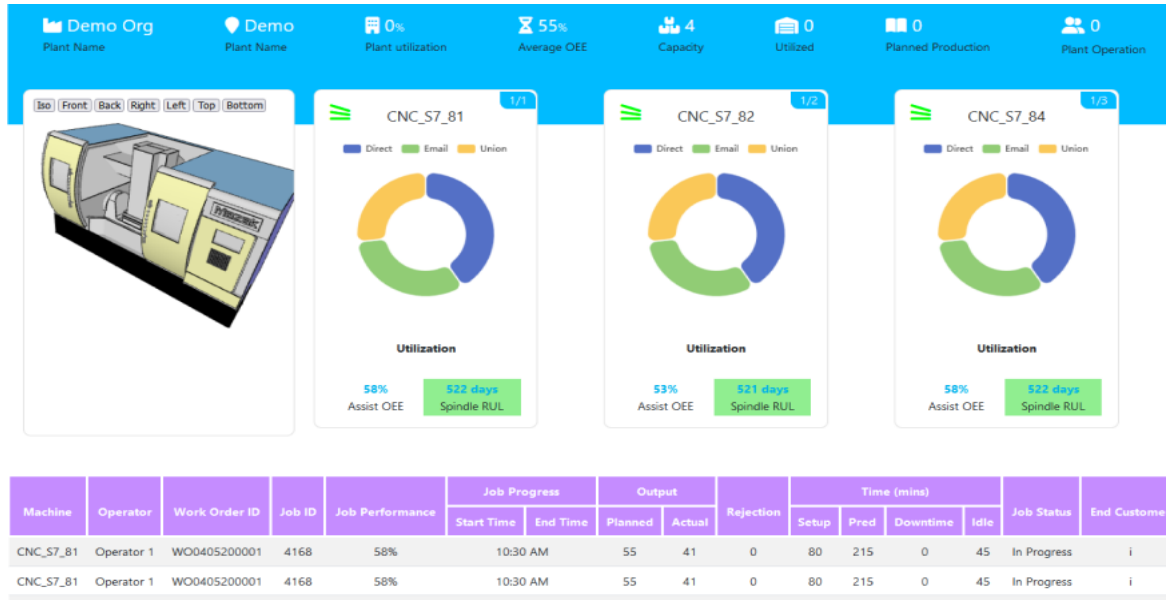 Demo Org Demo 0% 55% 4 0 0 0
Plant Name Plant Name Plant utilization Average OEE Capacity Utilized Planned Production Plant Operation
Iso Front Back Right Left Top Bottom
1/1
CNC_S7_81
Direct Email Union
Utilization
58% 522 days
Assist OEE Spindle RUL
1/2
CNC_S7_82
Direct Email Union
Utilization
53% 521 days
Assist OEE Spindle RUL
1/3
CNC_S7_84
Direct Email Union
Utilization
58% 522 days
Assist OEE Spindle RUL
Machine Operator Work Order ID Job ID Job Performance Job Progress Output Rejection Time (mins) Job Status End Custome
Start Time End Time Planned Actual Setup Pred Downtime Idle
CNC_S7_81 Operator 1 WO0405200001 4168 58% 10:30 AM 55 41 0 80 215 0 45 In Progress i
CNC_S7_81 Operator 1 WO0405200001 4168 58% 10:30 AM 55 41 0 80 215 0 45 In Progress i